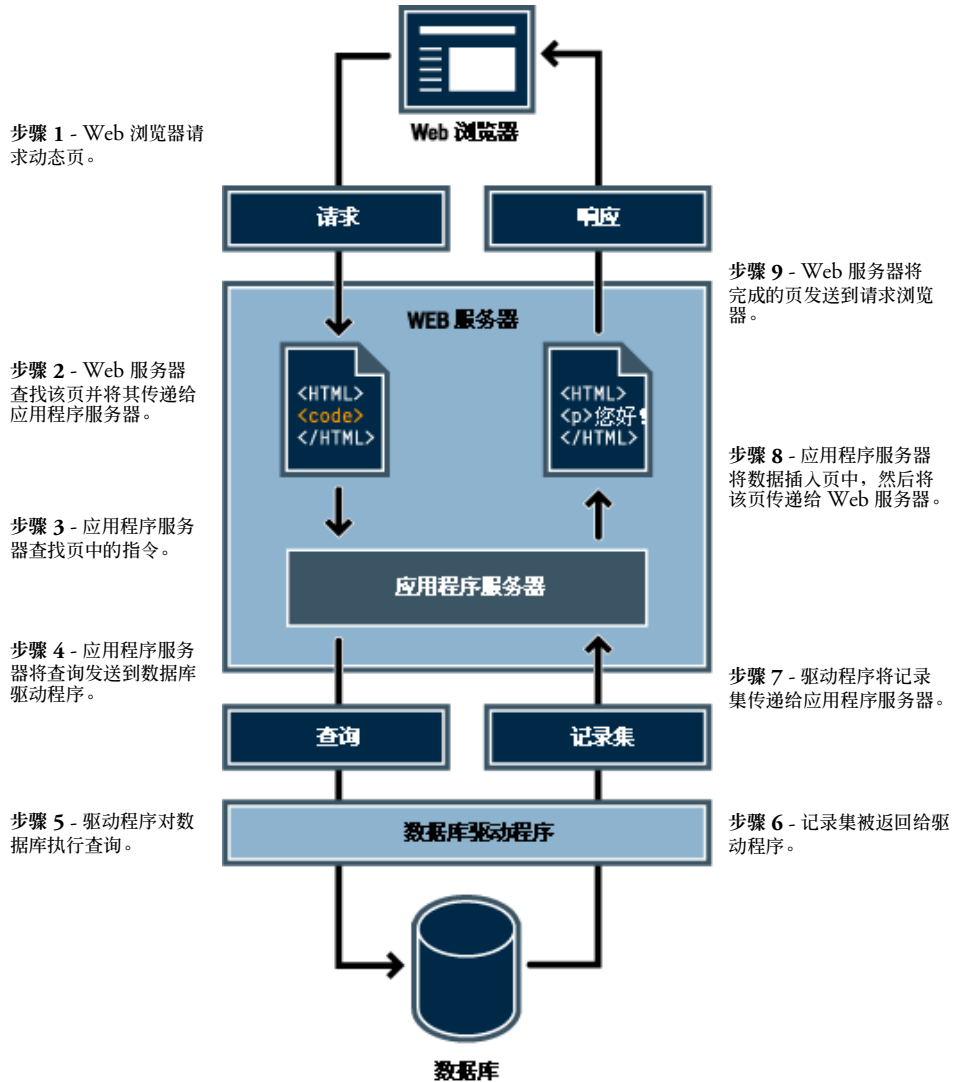 Web 浏览器
步骤 1 - Web 浏览器请
求动态页。
请求
响应
步骤 9 - Web 服务器将
完成的页发送到请求浏览
器。
WEB 服务器
步骤 2 - Web 服务器
查找该页并将其传递给
应用程序服务器。
<HTML>
<code>
</HTML>
<HTML>
<p>您好!
</HTML>
步骤 8 - 应用程序服务器
将数据插入页中，然后将
该页传递给 Web 服务器。
步骤 3 - 应用程序服务
器查找页中的指令。
应用程序服务器
步骤 4 - 应用程序服务
器将查询发送到数据库
驱动程序。
步骤 7 - 驱动程序将记录
集传递给应用程序服务器。
查询
记录集
步骤 5 - 驱动程序对数
据库执行查询。
数据库驱动程序
步骤 6 - 记录集被返回给驱
动程序。
数据库